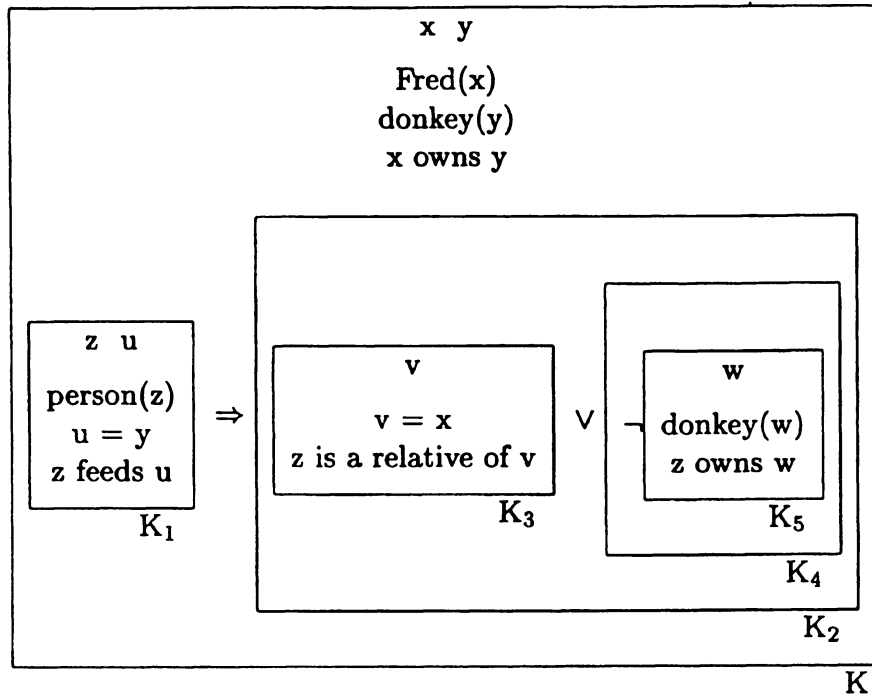 x y
Fred(x)
donkey(y)
x owns y
z u
person(z)
u = y
z feeds u
K₁
⇒
v
v = x
z is a relative of v
K₃
∨
¬
w
donkey(w)
z owns w
K₅
K₄
K₂
K